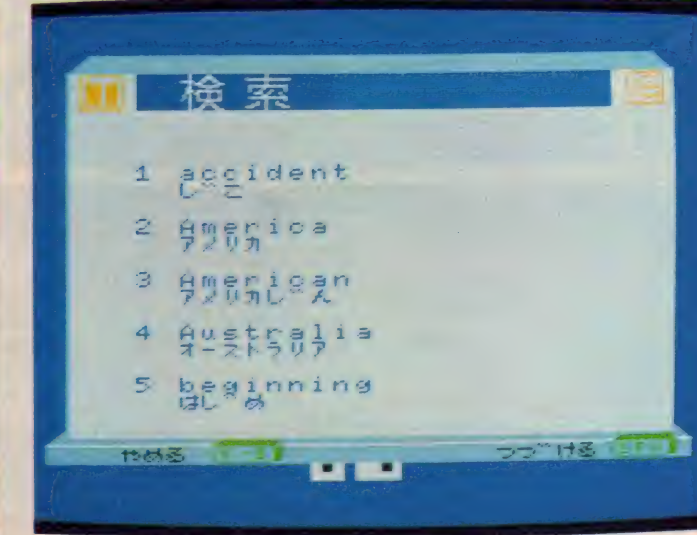 検索
1 accident
じこ
2 America
アメリカ
3 American
アメリカじん
4 Australia
オーストラリア
5 beginning
はじめ
やめる つづける